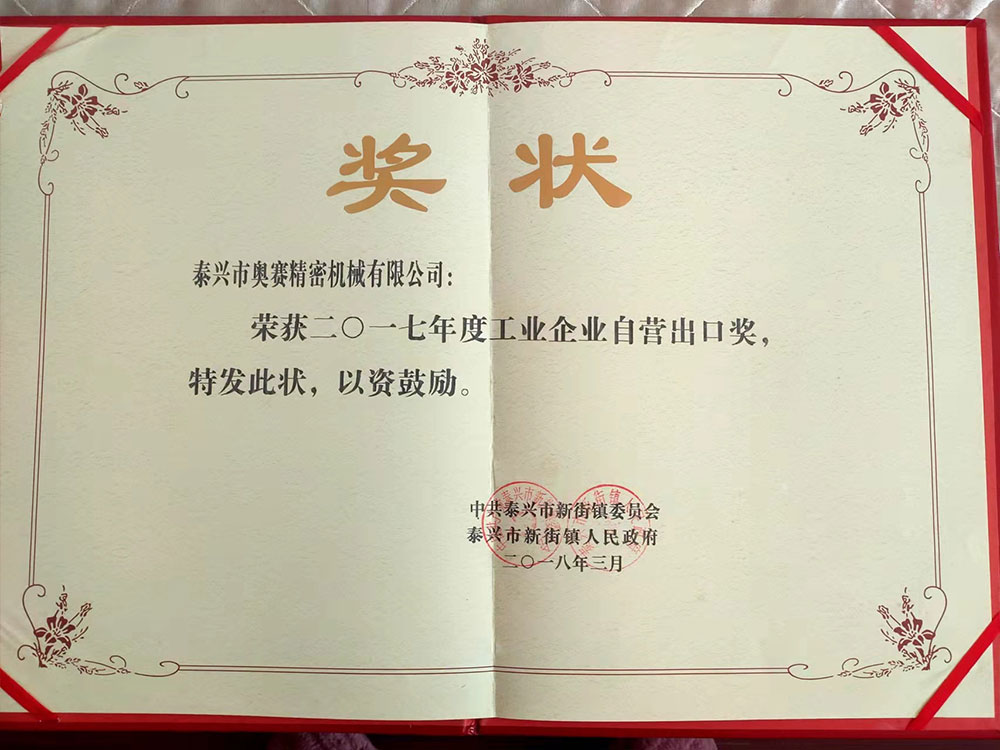 奖状
泰兴市奥赛精密机械有限公司：
荣获二〇一七年度工业企业自营出口奖，
特发此状，以资鼓励。
中共泰兴市新街镇委员会
泰兴市新街镇人民政府
二〇一八年三月